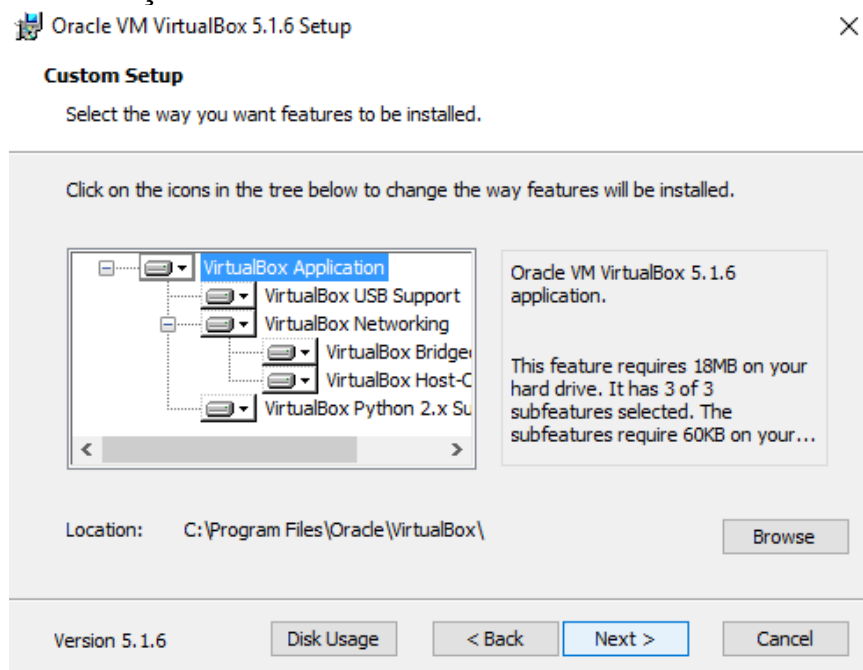 Oracle VM VirtualBox 5.1.6 Setup
Custom Setup
Select the way you want features to be installed.
Click on the icons in the tree below to change the way features will be installed.
VirtualBox Application
VirtualBox USB Support
VirtualBox Networking
VirtualBox Bridge
VirtualBox Host-C
VirtualBox Python 2.x Su
Oracle VM VirtualBox 5.1.6
application.
This feature requires 18MB on your
hard drive. It has 3 of 3
subfeatures selected. The
subfeatures require 60KB on your...
Location: C:\Program Files\Oracle\VirtualBox\
Browse
Version 5.1.6
Disk Usage
< Back
Next >
Cancel